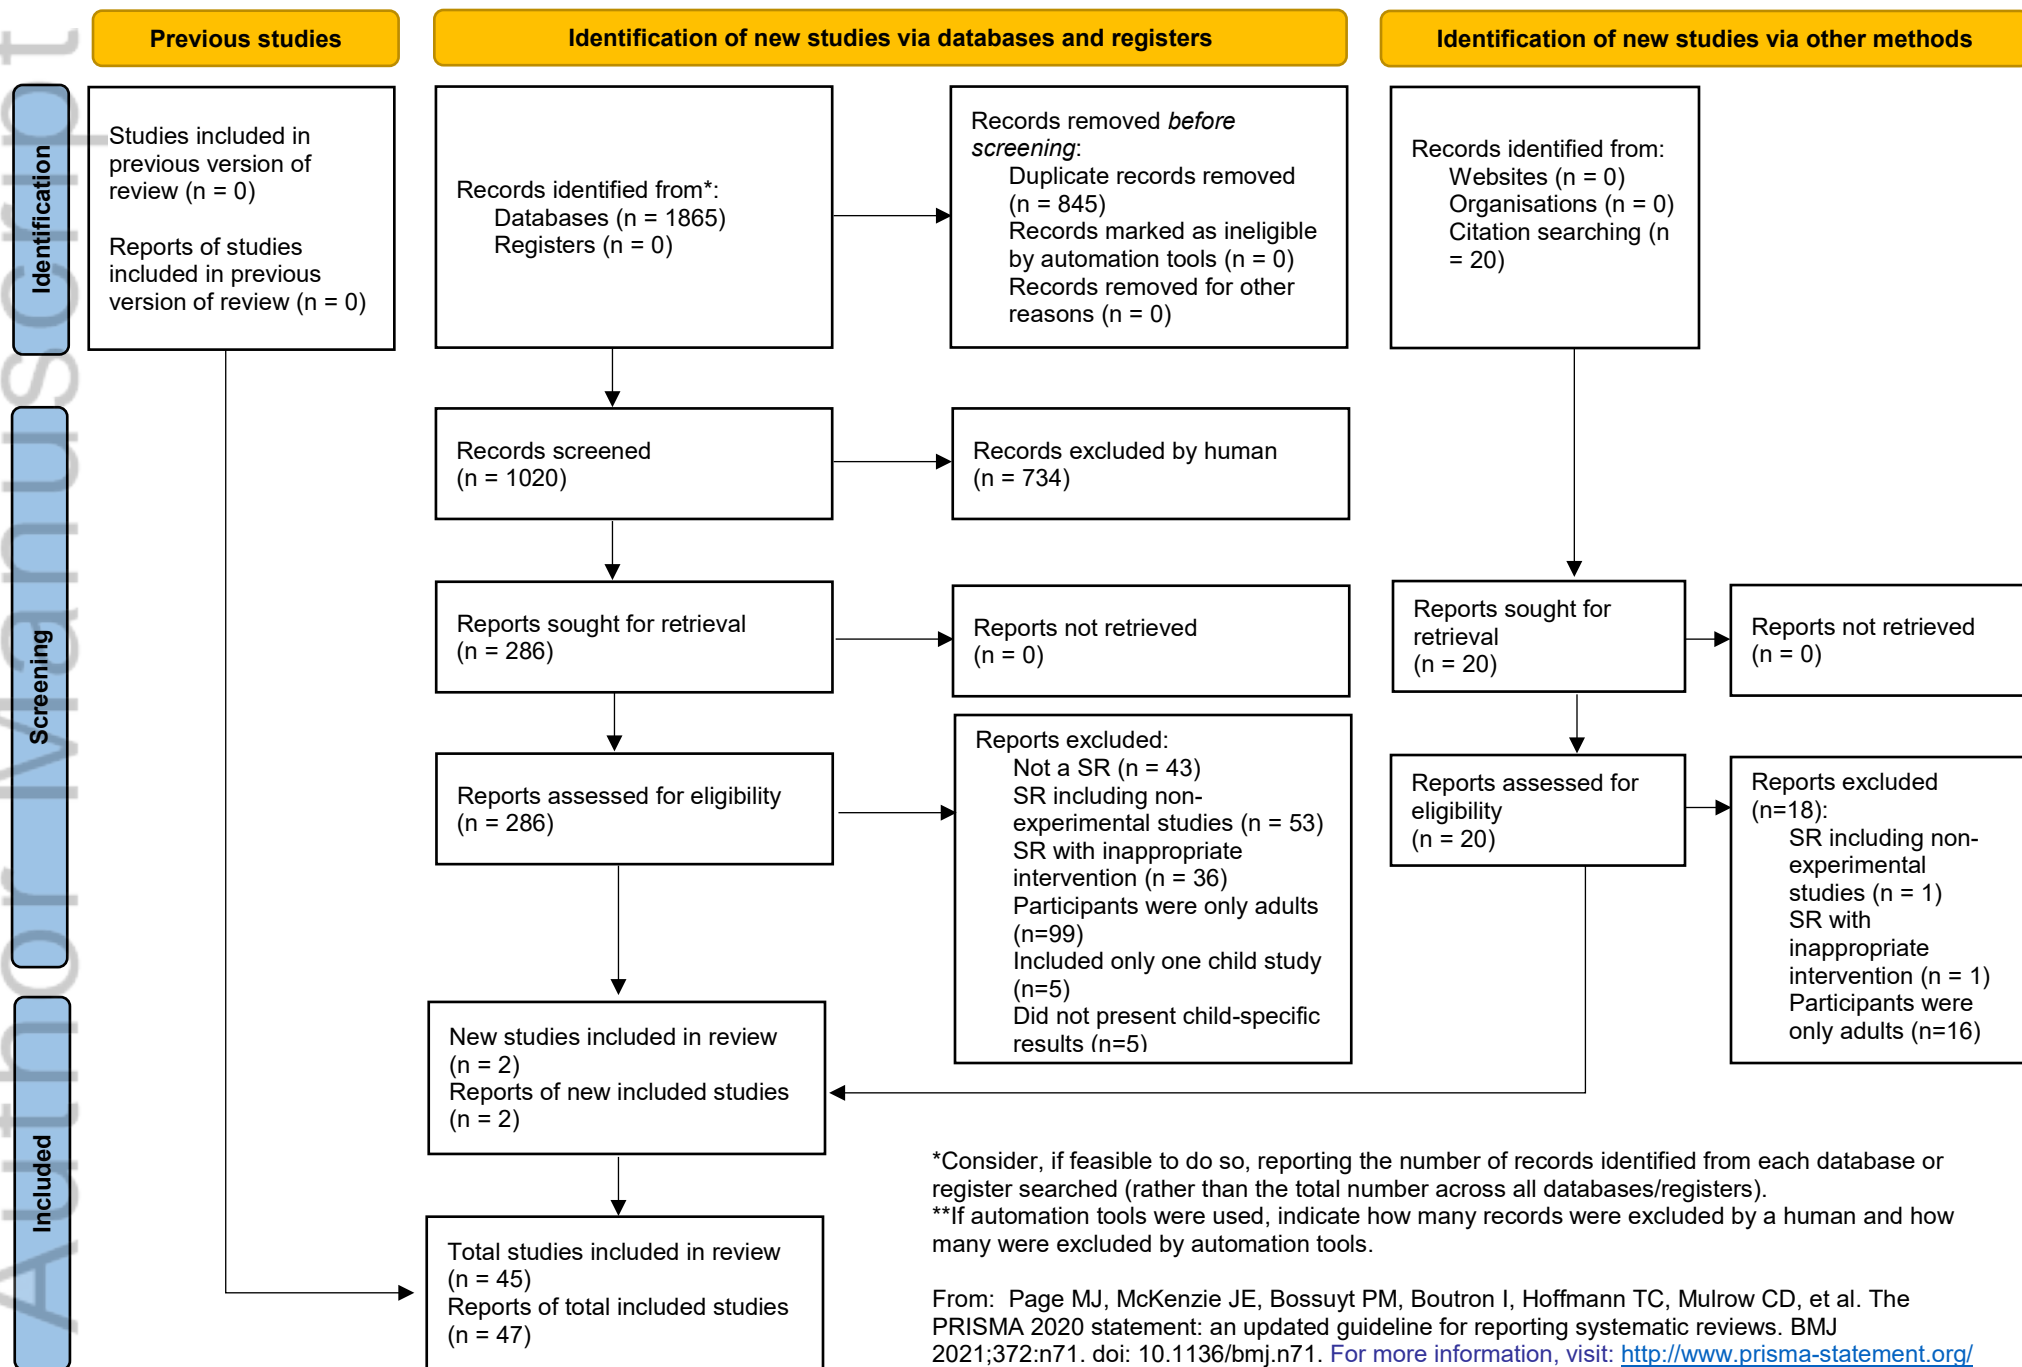 Previous studies
Identification of new studies via databases and registers
Identification of new studies via other methods
Identification
Studies included in
previous version of
review (n = 0)
Reports of studies
included in previous
version of review (n = 0)
Records identified from*:
Databases (n = 1865)
Registers (n = 0)
Records removed before
screening:
Duplicate records removed
(n = 845)
Records marked as ineligible
by automation tools (n = 0)
Records removed for other
reasons (n = 0)
Records identified from:
Websites (n = 0)
Organisations (n = 0)
Citation searching (n
= 20)
Screening
Records screened
(n = 1020)
Records excluded by human
(n = 734)
Reports sought for retrieval
(n = 286)
Reports not retrieved
(n = 0)
Reports sought for
retrieval
(n = 20)
Reports not retrieved
(n = 0)
Reports assessed for eligibility
(n = 286)
Reports excluded:
Not a SR (n = 43)
SR including non-
experimental studies (n = 53)
SR with inappropriate
intervention (n = 36)
Participants were only adults
(n=99)
Included only one child study
(n=5)
Did not present child-specific
results (n=5)
Reports assessed for
eligibility
(n = 20)
Reports excluded
(n=18):
SR including non-
experimental
studies (n = 1)
SR with
inappropriate
intervention (n = 1)
Participants were
only adults (n=16)
Included
New studies included in review
(n = 2)
Reports of new included studies
(n = 2)
Total studies included in review
(n = 45)
Reports of total included studies
(n = 47)
*Consider, if feasible to do so, reporting the number of records identified from each database or
register searched (rather than the total number across all databases/registers).
**If automation tools were used, indicate how many records were excluded by a human and how
many were excluded by automation tools.
From: Page MJ, McKenzie JE, Bossuyt PM, Boutron I, Hoffmann TC, Mulrow CD, et al. The
PRISMA 2020 statement: an updated guideline for reporting systematic reviews. BMJ
2021;372:n71. doi: 10.1136/bmj.n71. For more information, visit: http://www.prisma-statement.org/
Author Manuscript